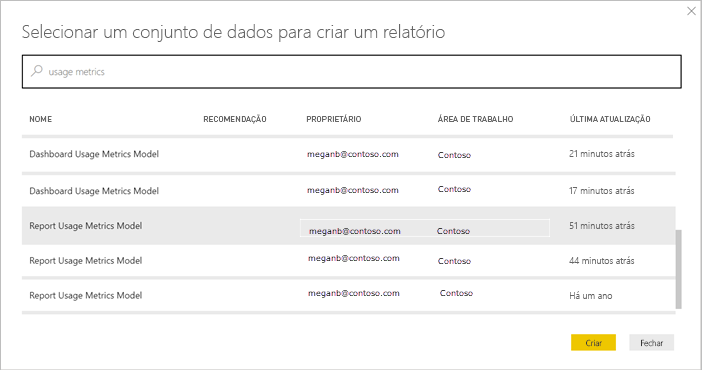 Selecionar um conjunto de dados para criar um relatório
usage metrics
NOME RECOMENDAÇÃO PROPRIETÁRIO ÁREA DE TRABALHO ÚLTIMA ATUALIZAÇÃO
Dashboard Usage Metrics Model meganb@contoso.com Contoso 21 minutos atrás
Dashboard Usage Metrics Model meganb@contoso.com Contoso 17 minutos atrás
Report Usage Metrics Model meganb@contoso.com Contoso 51 minutos atrás
Report Usage Metrics Model meganb@contoso.com Contoso 44 minutos atrás
Report Usage Metrics Model meganb@contoso.com Contoso Há um ano
Criar Fechar